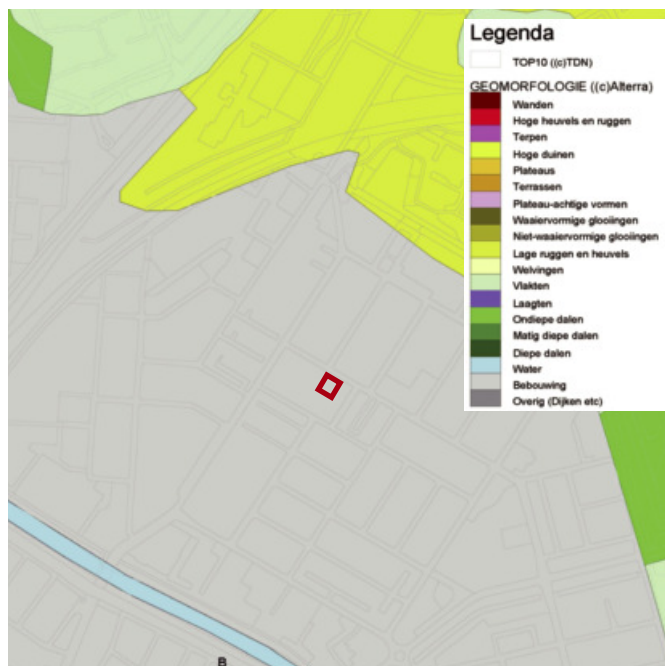 Legenda
TOP10 ((c)TDN)
GEOMORFOLOGIE ((c)Alterra)
Wanden
Hoge heuvels en ruggen
Terpen
Hoge duinen
Plateaus
Terrassen
Plateau-achtige vormen
Waaiervormige glooiingen
Niet-waaiervormige glooiingen
Lage ruggen en heuvels
Welvingen
Vlakten
Laagten
Ondiepe dalen
Matig diepe dalen
Diepe dalen
Water
Bebouwing
Overig (Dijken etc)
B